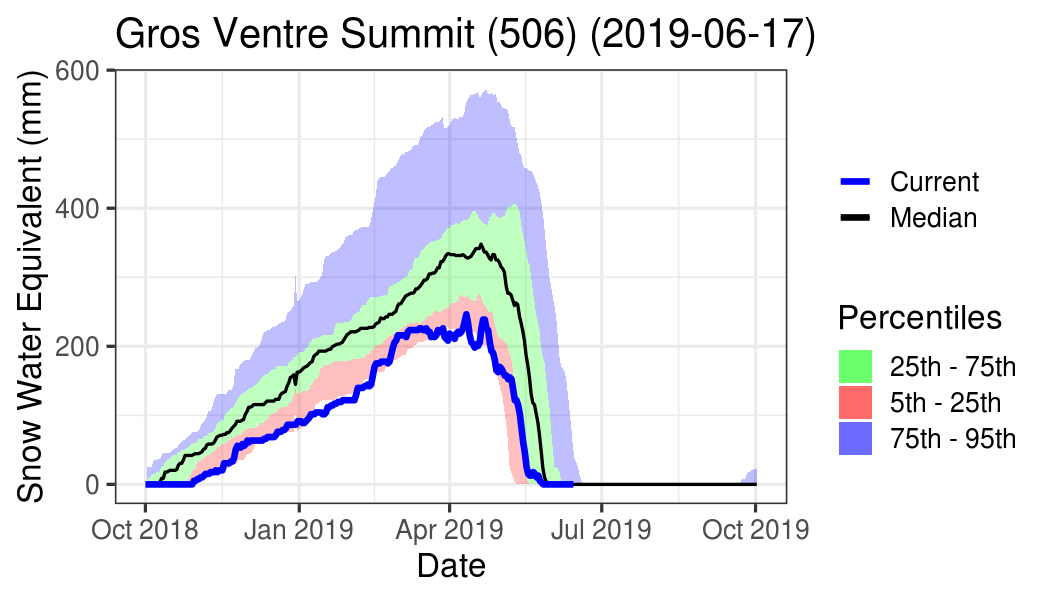 Gros Ventre Summit (506) (2019-06-17)
Snow Water Equivalent (mm)
600
400
200
0
Oct 2018
Jan 2019
Apr 2019
Jul 2019
Oct 2019
Date
Current
Median
Percentiles
25th - 75th
5th - 25th
75th - 95th